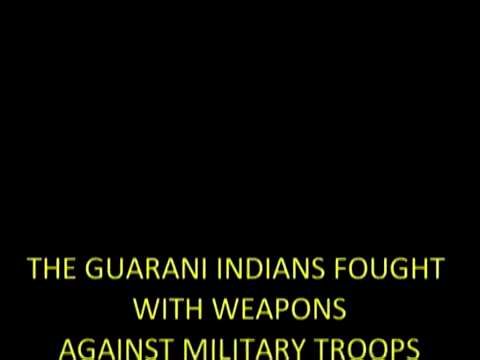 THE GUARANI INDIANS FOUGHT
WITH WEAPONS
AGAINST MILITARY TROOPS